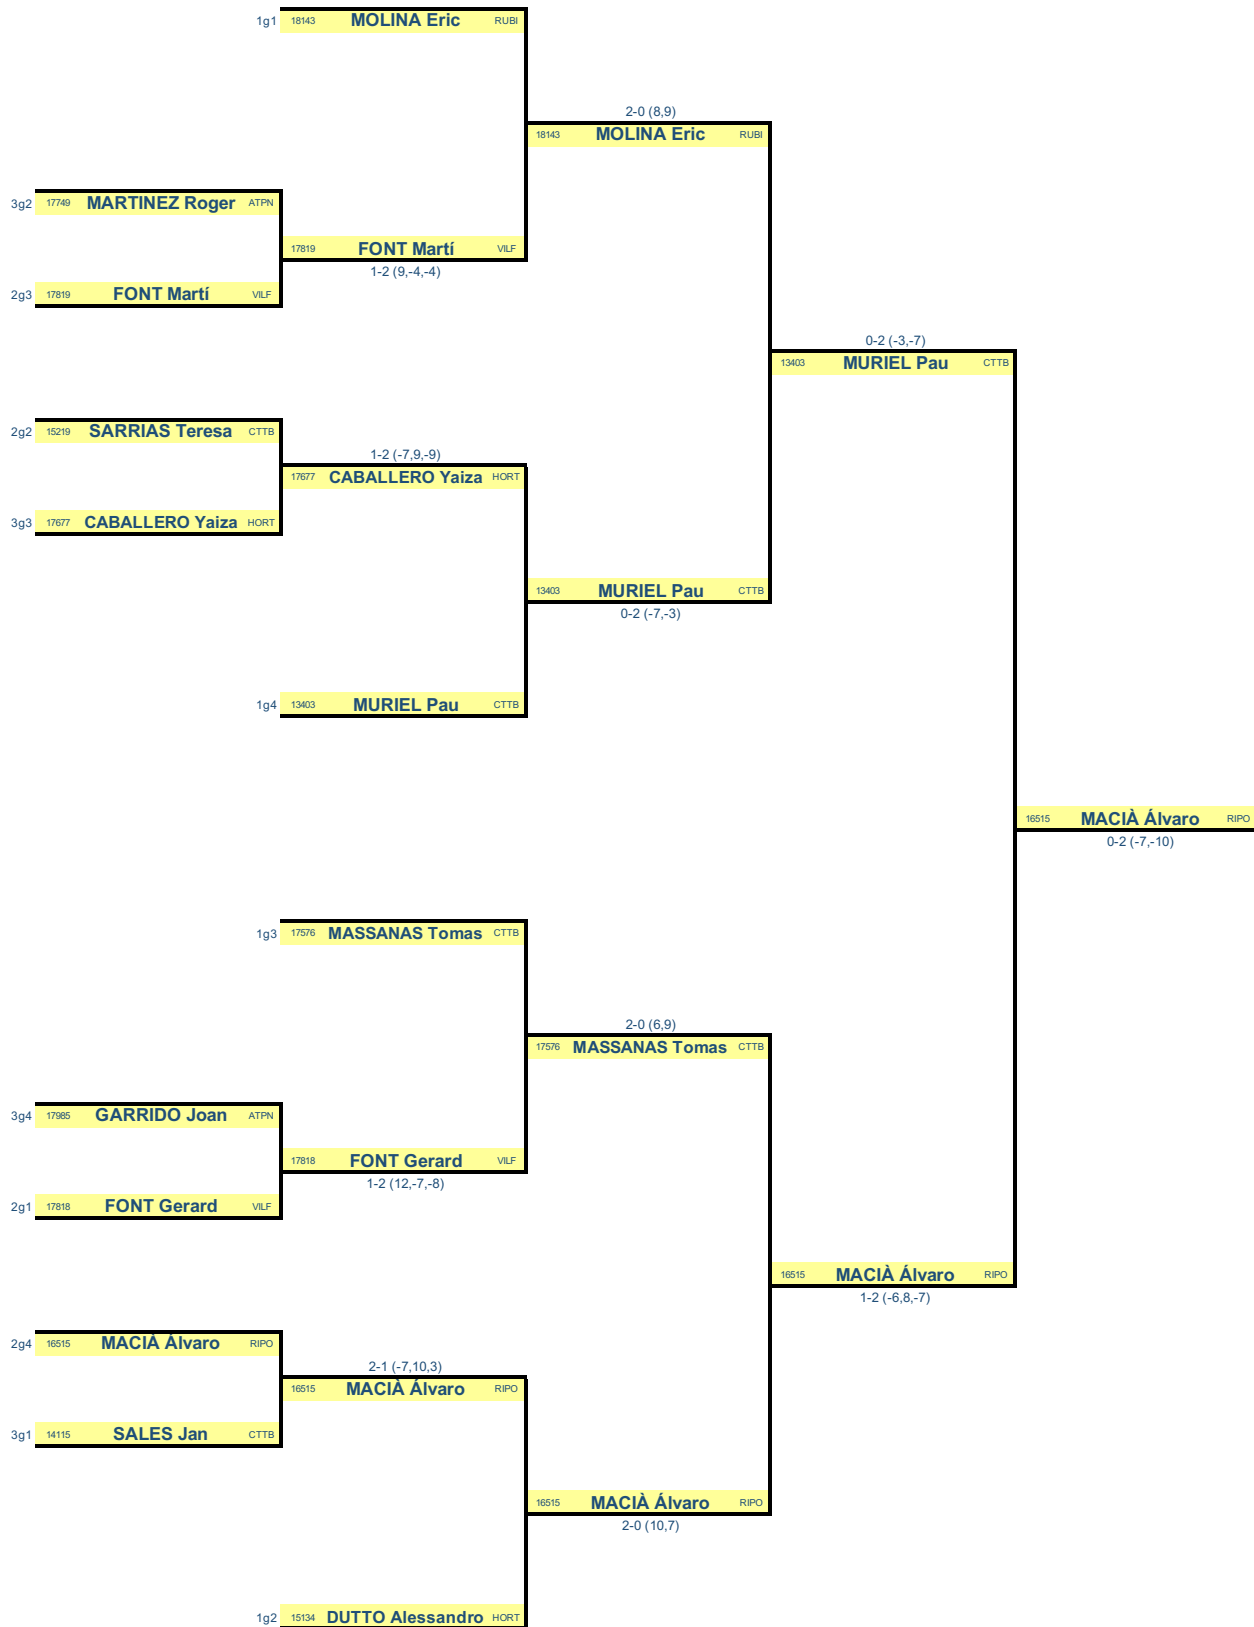 1g1 18143 MOLINA Eric RUBI
2-0 (8,9)
18143 MOLINA Eric RUBI
3g2 17749 MARTINEZ Roger ATPN
17819 FONT Martí VILF
1-2 (9,-4,-4)
2g3 17819 FONT Martí VILF
0-2 (-3,-7)
13403 MURIEL Pau CTTB
2g2 15219 SARRIAS Teresa CTTB
1-2 (-7,9,-9)
17677 CABALLERO Yaiza HORT
3g3 17677 CABALLERO Yaiza HORT
13403 MURIEL Pau CTTB
0-2 (-7,-3)
1g4 13403 MURIEL Pau CTTB
16515 MACIÀ Álvaro RIPO
0-2 (-7,-10)
1g3 17576 MASSANAS Tomas CTTB
2-0 (6,9)
17576 MASSANAS Tomas CTTB
3g4 17985 GARRIDO Joan ATPN
17818 FONT Gerard VILF
1-2 (12,-7,-8)
2g1 17818 FONT Gerard VILF
16515 MACIÀ Álvaro RIPO
1-2 (-6,8,-7)
2g4 16515 MACIÀ Álvaro RIPO
2-1 (-7,10,3)
16515 MACIÀ Álvaro RIPO
3g1 14115 SALES Jan CTTB
16515 MACIÀ Álvaro RIPO
2-0 (10,7)
1g2 15134 DUTTO Alessandro HORT